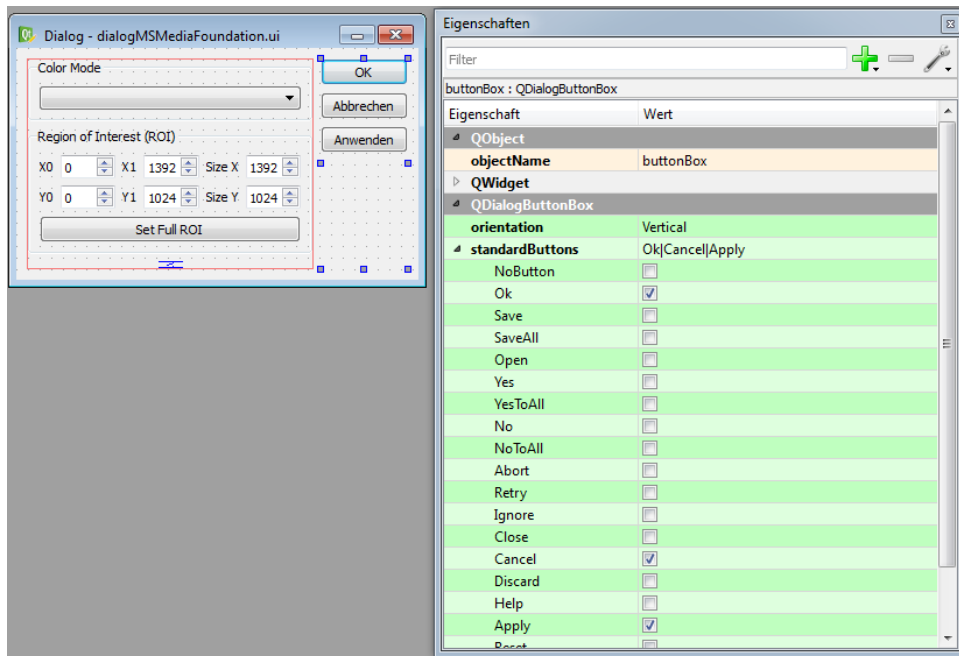 Dialog - dialogMSMediaFoundation.ui
Color Mode
OK
Abbrechen
Anwenden
Region of Interest (ROI)
X0 0 X1 1392 Size X 1392
Y0 0 Y1 1024 Size Y 1024
Set Full ROI
Eigenschaften
Filter
buttonBox : QDialogButtonBox
Eigenschaft Wert
QObject
objectName buttonBox
QWidget
QDialogButtonBox
orientation Vertical
standardButtons Ok|Cancel|Apply
NoButton
Ok
Save
SaveAll
Open
Yes
YesToAll
No
NoToAll
Abort
Retry
Ignore
Close
Cancel
Discard
Help
Apply
Reset